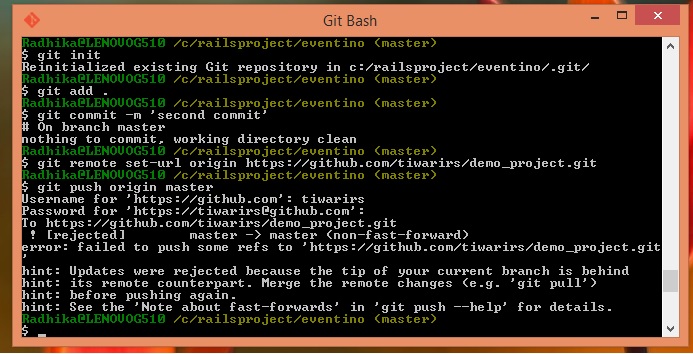 Git Bash
Radhika@LENOVOG510 /c/railsproject/eventino (master)
$ git init
Reinitialized existing Git repository in c:/railsproject/eventino/.git/
Radhika@LENOVOG510 /c/railsproject/eventino (master)
$ git add .
Radhika@LENOVOG510 /c/railsproject/eventino (master)
$ git commit -m 'second commit'
# On branch master
nothing to commit, working directory clean
Radhika@LENOVOG510 /c/railsproject/eventino (master)
$ git remote set-url origin https://github.com/tiwarirs/demo_project.git
Radhika@LENOVOG510 /c/railsproject/eventino (master)
$ git push origin master
Username for 'https://github.com': tiwarirs
Password for 'https://tiwarirs@github.com':
To https://github.com/tiwarirs/demo_project.git
! [rejected] master -> master (non-fast-forward)
error: failed to push some refs to 'https://github.com/tiwarirs/demo_project.git
'
hint: Updates were rejected because the tip of your current branch is behind
hint: its remote counterpart. Merge the remote changes (e.g. 'git pull')
hint: before pushing again.
hint: See the 'Note about fast-forwards' in 'git push --help' for details.
Radhika@LENOVOG510 /c/railsproject/eventino (master)
$